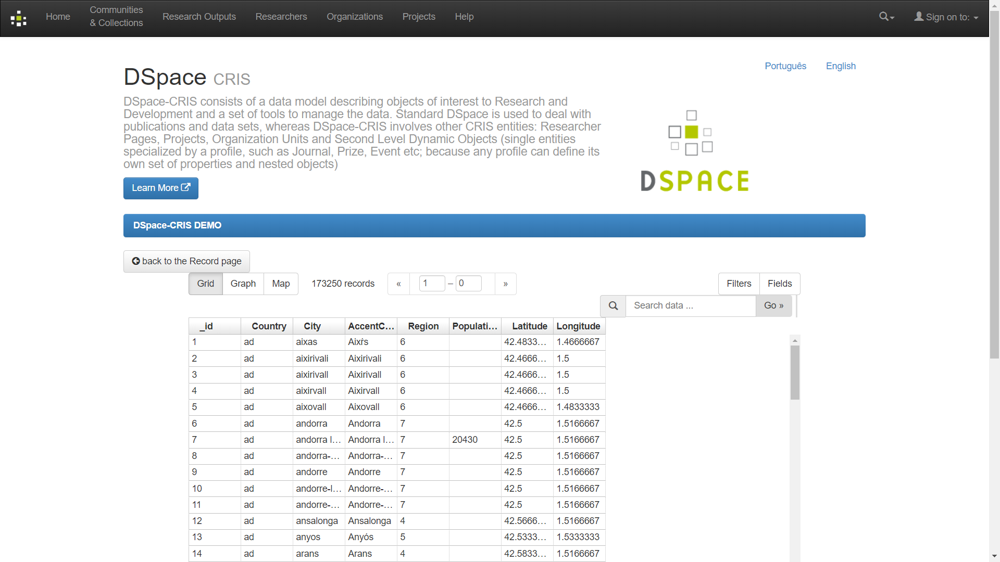 Home
Communities
& Collections
Research Outputs
Researchers
Organizations
Projects
Help
Sign on to:
Português
English
DSpace CRIS
DSpace-CRIS consists of a data model describing objects of interest to Research and
Development and a set of tools to manage the data. Standard DSpace is used to deal with
publications and data sets, whereas DSpace-CRIS involves other CRIS entities: Researcher
Pages, Projects, Organization Units and Second Level Dynamic Objects (single entities
specialized by a profile, such as Journal, Prize, Event etc; because any profile can define its
own set of properties and nested objects)
DSPACE
Learn More
DSpace-CRIS DEMO
back to the Record page
Grid Graph Map 173250 records « 1 – 0 » Filters Fields
Search data ... Go »
_id Country City AccentC... Region Populati... Latitude Longitude
1 ad aixas Aixŕs 6 42.4833... 1.4666667
2 ad aixirivali Aixirivali 6 42.4666... 1.5
3 ad aixirivall Aixirivall 6 42.4666... 1.5
4 ad aixirvall Aixirvall 6 42.4666... 1.5
5 ad aixovall Aixovall 6 42.4666... 1.4833333
6 ad andorra Andorra 7 42.5 1.5166667
7 ad andorra l... Andorra l... 7 20430 42.5 1.5166667
8 ad andorra-... Andorra-... 7 42.5 1.5166667
9 ad andorre Andorre 7 42.5 1.5166667
10 ad andorre-l... Andorre-... 7 42.5 1.5166667
11 ad andorre-... Andorre-... 7 42.5 1.5166667
12 ad ansalonga Ansalonga 4 42.5666... 1.5166667
13 ad anyos Anyós 5 42.5333... 1.5333333
14 ad arans Arans 4 42.5833... 1.5166667